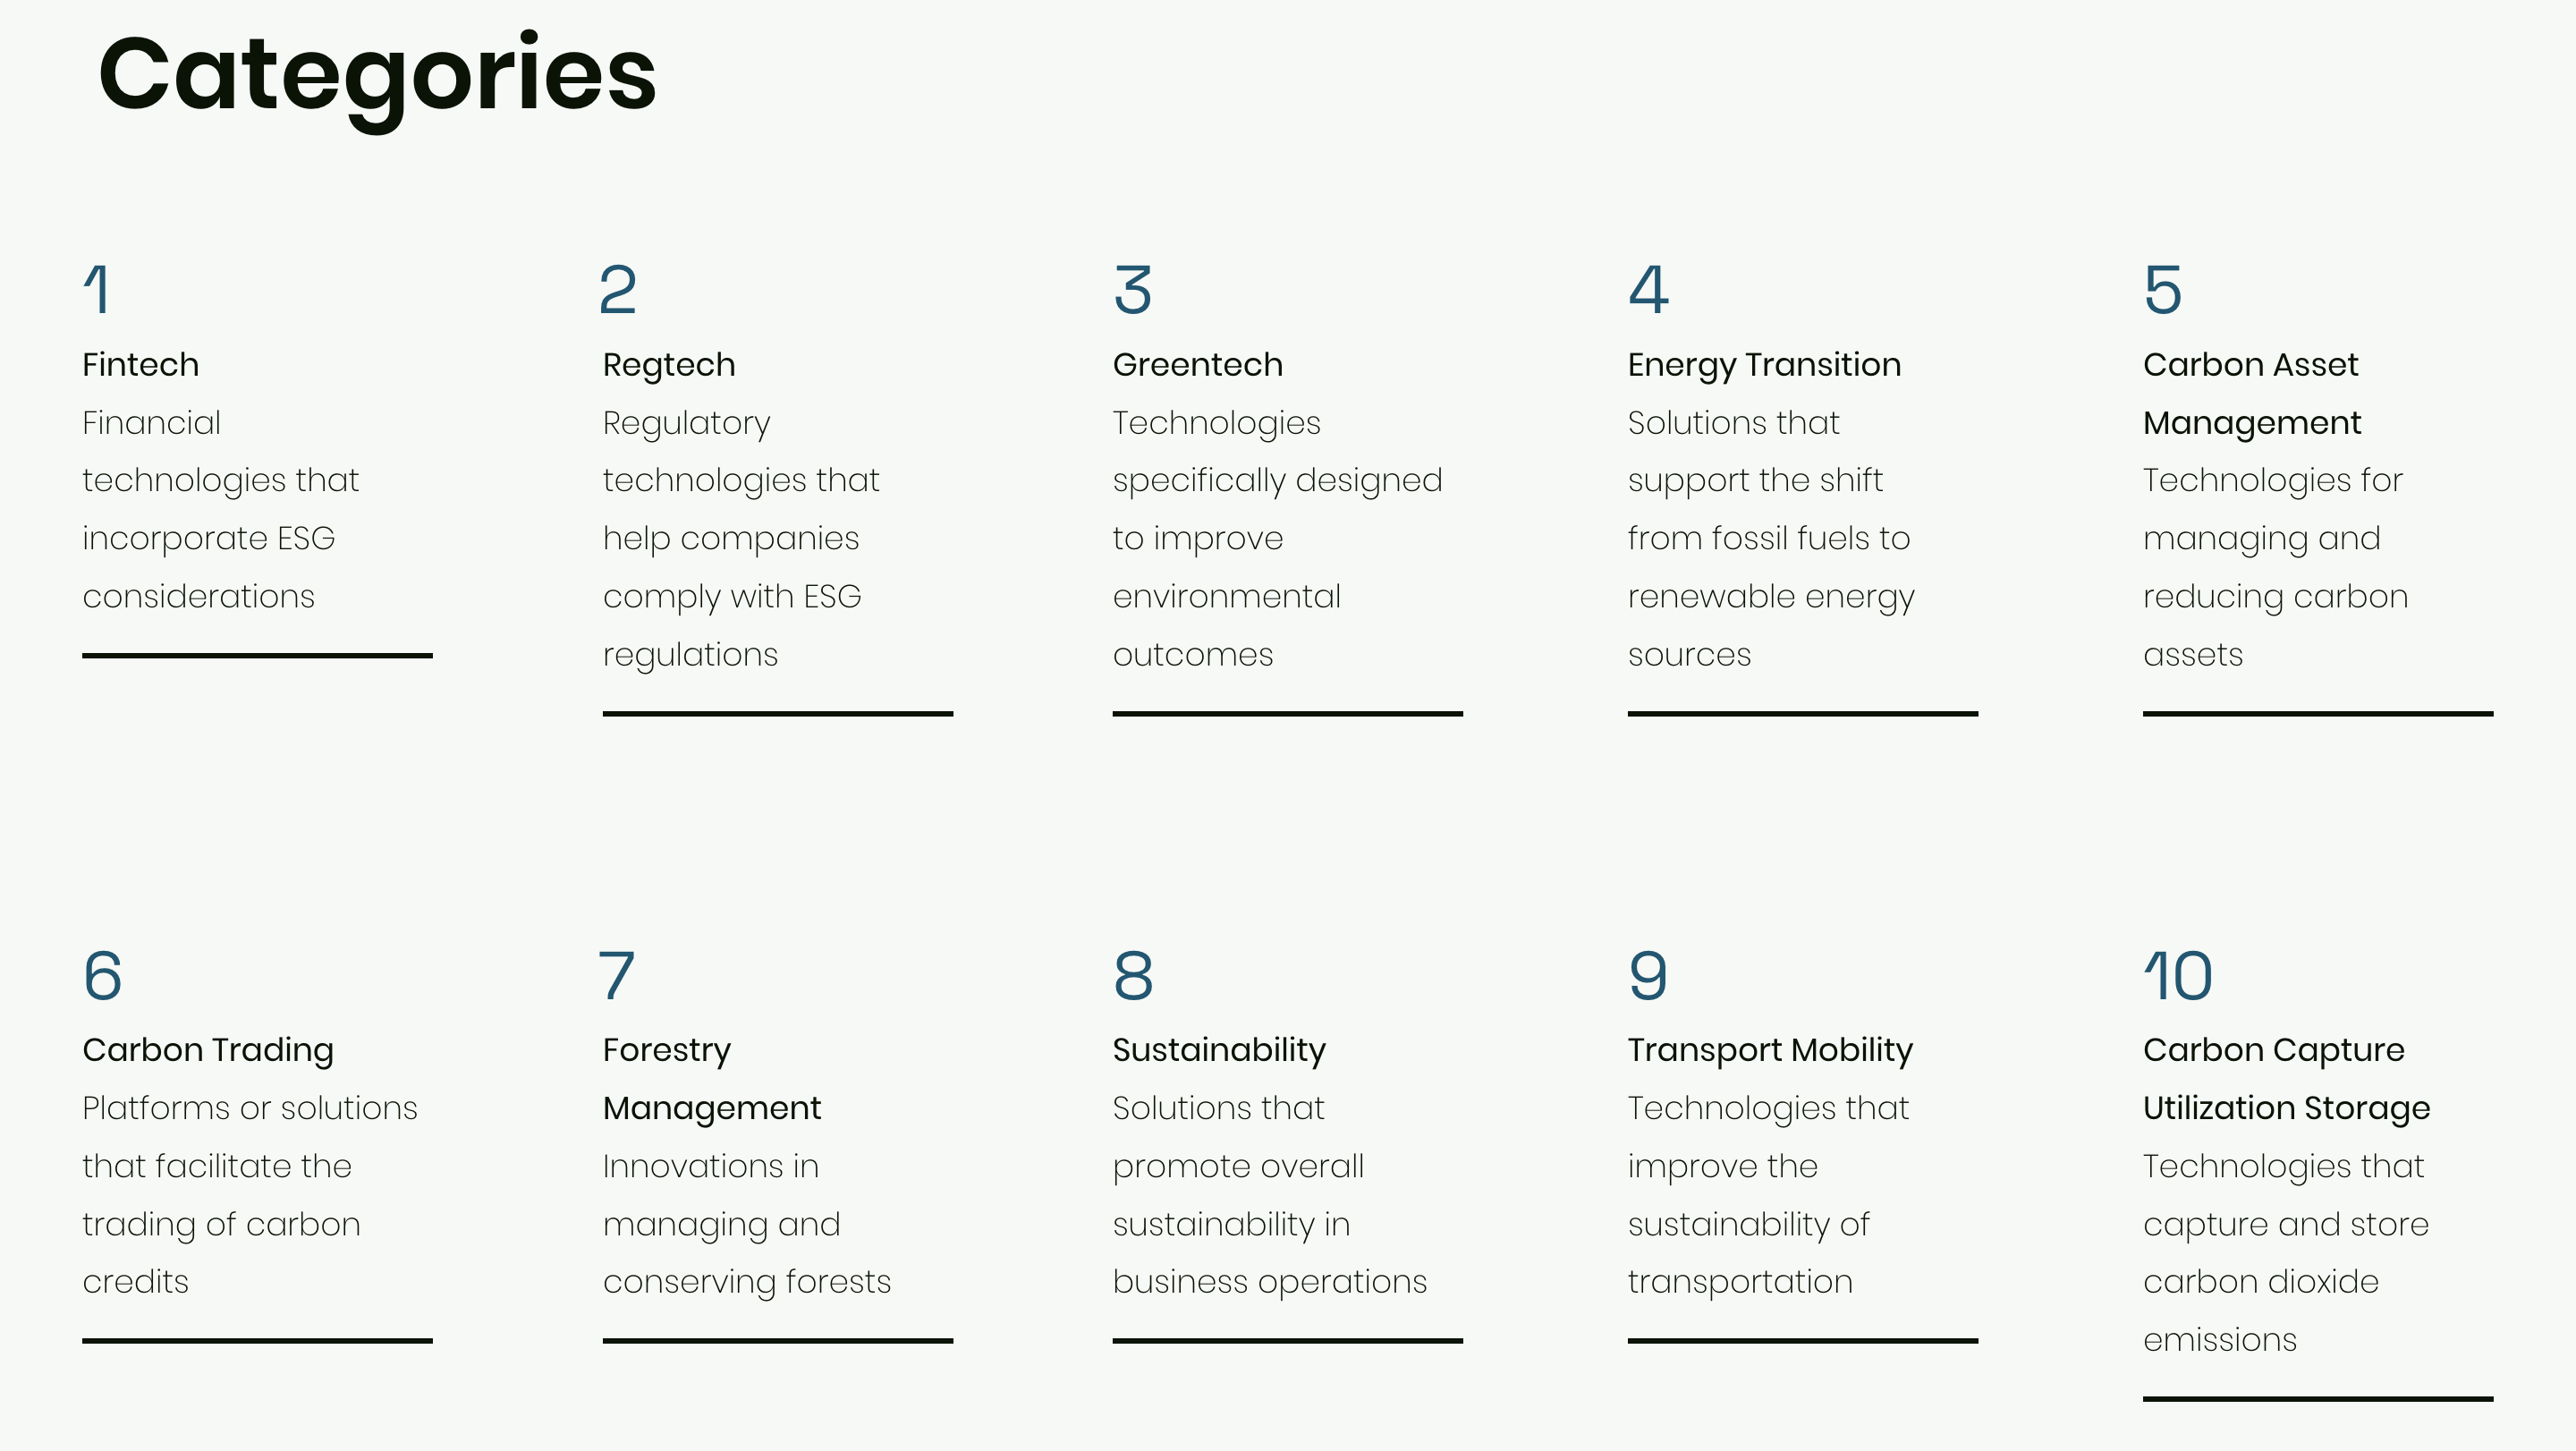 Categories
1
Fintech
Financial
technologies that
incorporate ESG
considerations
2
Regtech
Regulatory
technologies that
help companies
comply with ESG
regulations
3
Greentech
Technologies
specifically designed
to improve
environmental
outcomes
4
Energy Transition
Solutions that
support the shift
from fossil fuels to
renewable energy
sources
5
Carbon Asset
Management
Technologies for
managing and
reducing carbon
assets
6
Carbon Trading
Platforms or solutions
that facilitate the
trading of carbon
credits
7
Forestry
Management
Innovations in
managing and
conserving forests
8
Sustainability
Solutions that
promote overall
sustainability in
business operations
9
Transport Mobility
Technologies that
improve the
sustainability of
transportation
10
Carbon Capture
Utilization Storage
Technologies that
capture and store
carbon dioxide
emissions